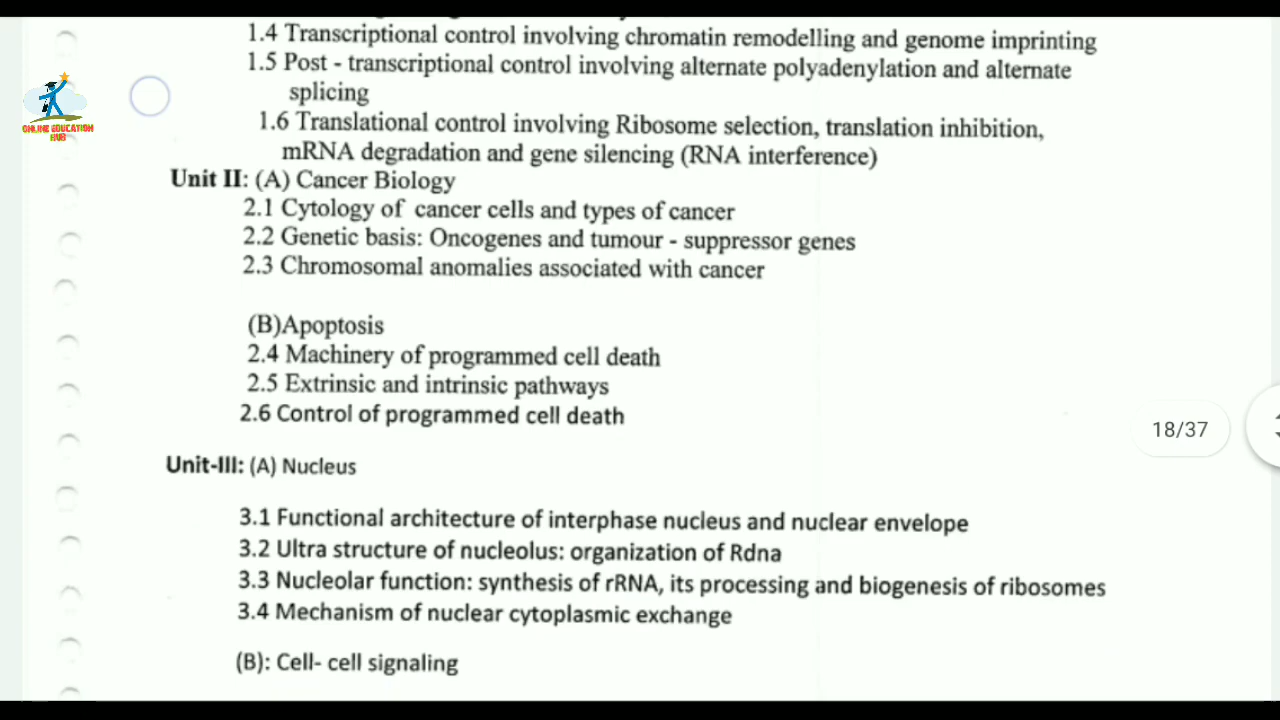 1.4 Transcriptional control involving chromatin remodelling and genome imprinting
1.5 Post - transcriptional control involving alternate polyadenylation and alternate
splicing
1.6 Translational control involving Ribosome selection, translation inhibition,
mRNA degradation and gene silencing (RNA interference)
ONLINE EDUCATION
HUB
Unit II: (A) Cancer Biology
2.1 Cytology of cancer cells and types of cancer
2.2 Genetic basis: Oncogenes and tumour - suppressor genes
2.3 Chromosomal anomalies associated with cancer
(B)Apoptosis
2.4 Machinery of programmed cell death
2.5 Extrinsic and intrinsic pathways
2.6 Control of programmed cell death
18/37
Unit-III: (A) Nucleus
3.1 Functional architecture of interphase nucleus and nuclear envelope
3.2 Ultra structure of nucleolus: organization of Rdna
3.3 Nucleolar function: synthesis of rRNA, its processing and biogenesis of ribosomes
3.4 Mechanism of nuclear cytoplasmic exchange
(B): Cell- cell signaling